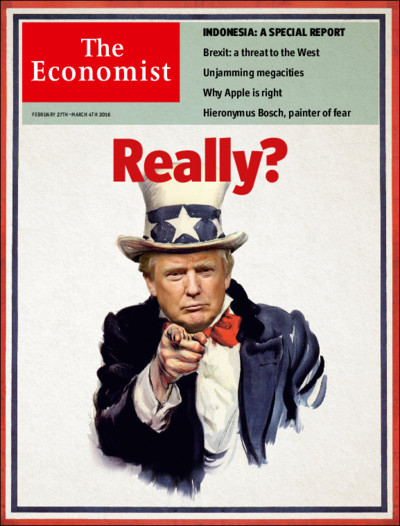 The
Economist
FEBRUARY 27TH–MARCH 4TH 2016
INDONESIA: A SPECIAL REPORT
Brexit: a threat to the West
Unjamming megacities
Why Apple is right
Hieronymus Bosch, painter of fear
Really?